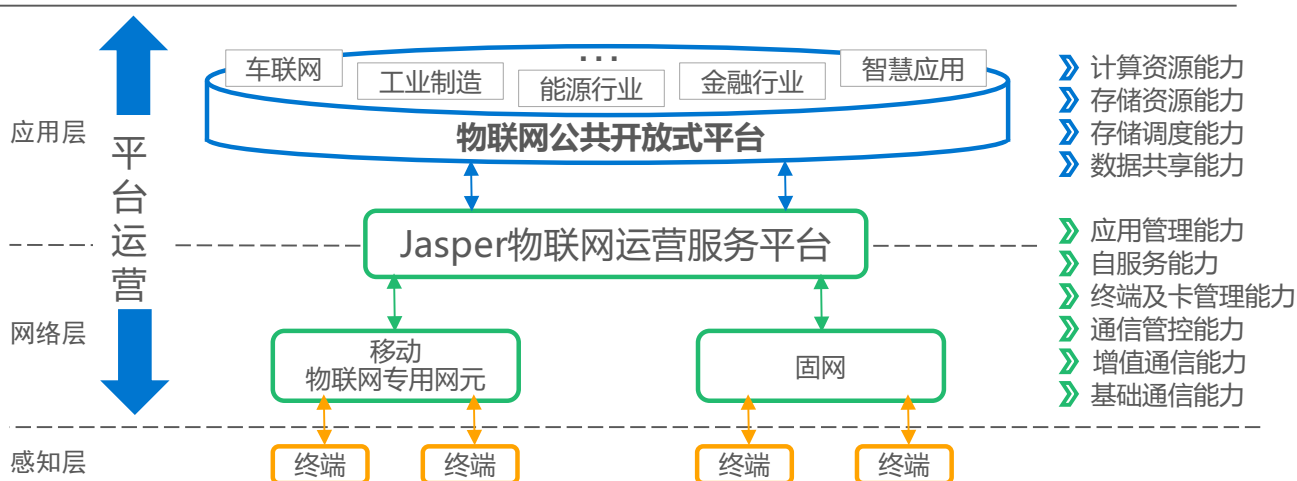 车联网
工业制造
...
能源行业
金融行业
智慧应用
物联网公共开放式平台
应用层
平台运营
计算资源能力
存储资源能力
存储调度能力
数据共享能力
Jasper物联网运营服务平台
应用管理能力
自服务能力
终端及卡管理能力
通信管控能力
增值通信能力
基础通信能力
网络层
移动
物联网专用网元
固网
感知层
终端
终端
终端
终端